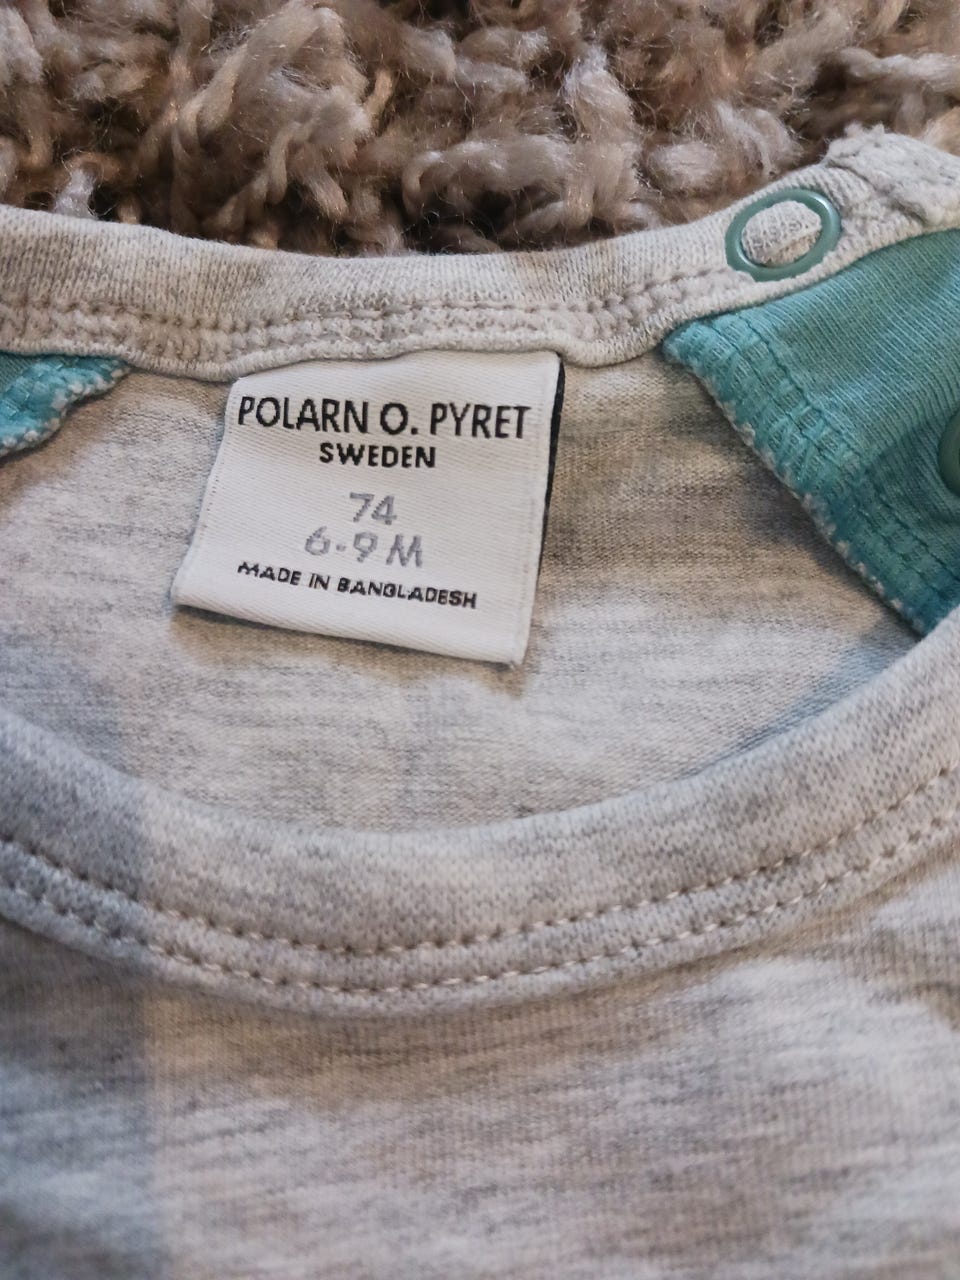 POLARN O. PYRET
SWEDEN
74
6-9 M
MADE IN BANGLADESH